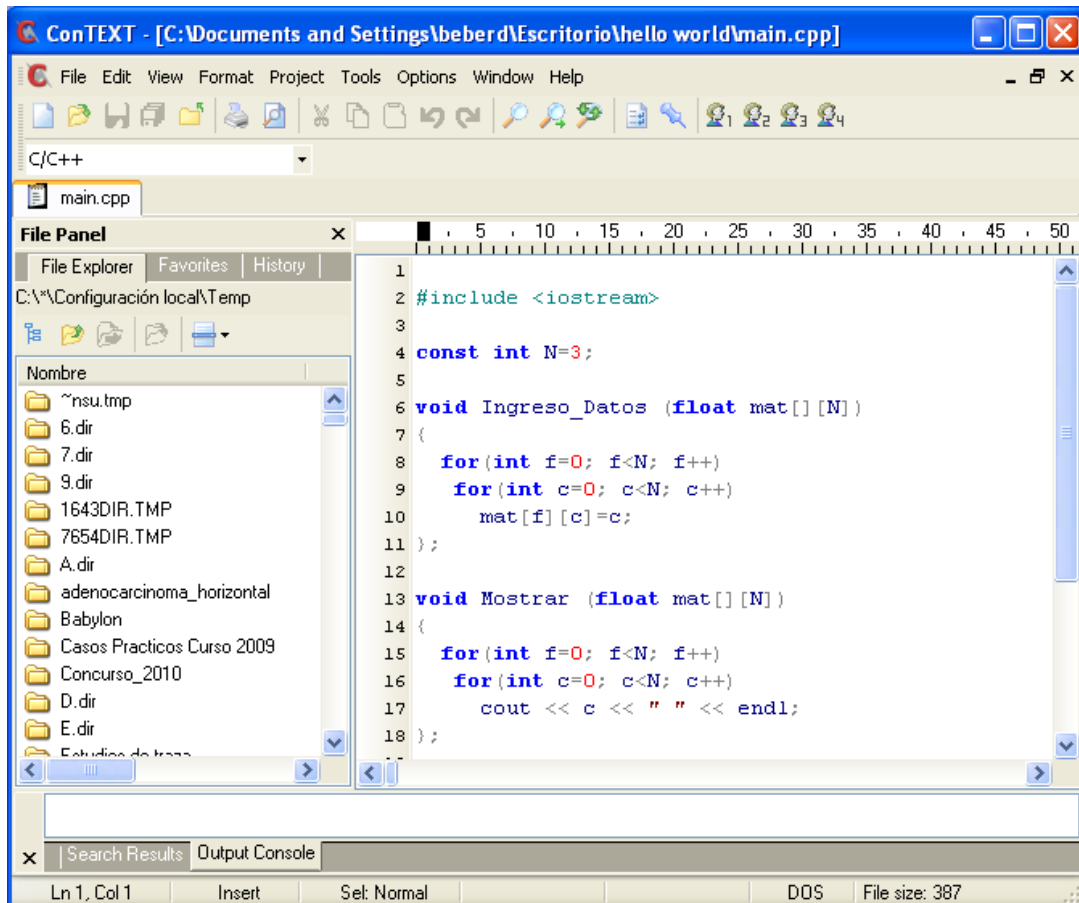 ConTEXT - [C:\Documents and Settings\beberd\Escritorio\hello world\main.cpp]
File Edit View Format Project Tools Options Window Help
1 2 3 4
C/C++
main.cpp
File Panel
File Explorer Favorites History
C:\*\Configuración local\Temp
Nombre
~nsu.tmp
6.dir
7.dir
9.dir
1643DIR.TMP
7654DIR.TMP
A.dir
adenocarcinoma_horizontal
Babylon
Casos Practicos Curso 2009
Concurso_2010
D.dir
E.dir
5 10 15 20 25 30 35 40 45 50
1
2 #include <iostream>
3
4 const int N=3;
5
6 void Ingreso_Datos (float mat[][N])
7 {
8   for(int f=0; f<N; f++)
9    for(int c=0; c<N; c++)
10      mat[f][c]=c;
11 };
12
13 void Mostrar (float mat[][N])
14 {
15   for(int f=0; f<N; f++)
16    for(int c=0; c<N; c++)
17      cout << c << " " << endl;
18 };
Search Results Output Console
Ln 1, Col 1 Insert Sel: Normal DOS File size: 387